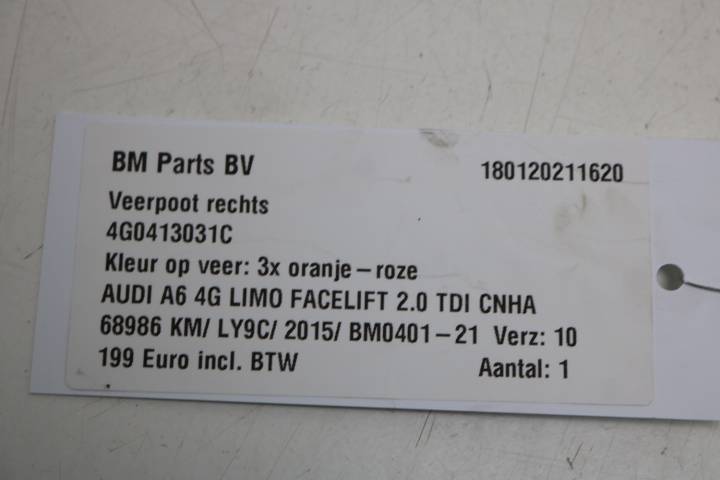 BM Parts BV 180120211620
Veerpoot rechts
4G0413031C
Kleur op veer: 3x oranje-roze
AUDI A6 4G LIMO FACELIFT 2.0 TDI CNHA
68986 KM/ LY9C/ 2015/ BM0401-21 Verz: 10
199 Euro incl. BTW Aantal: 1